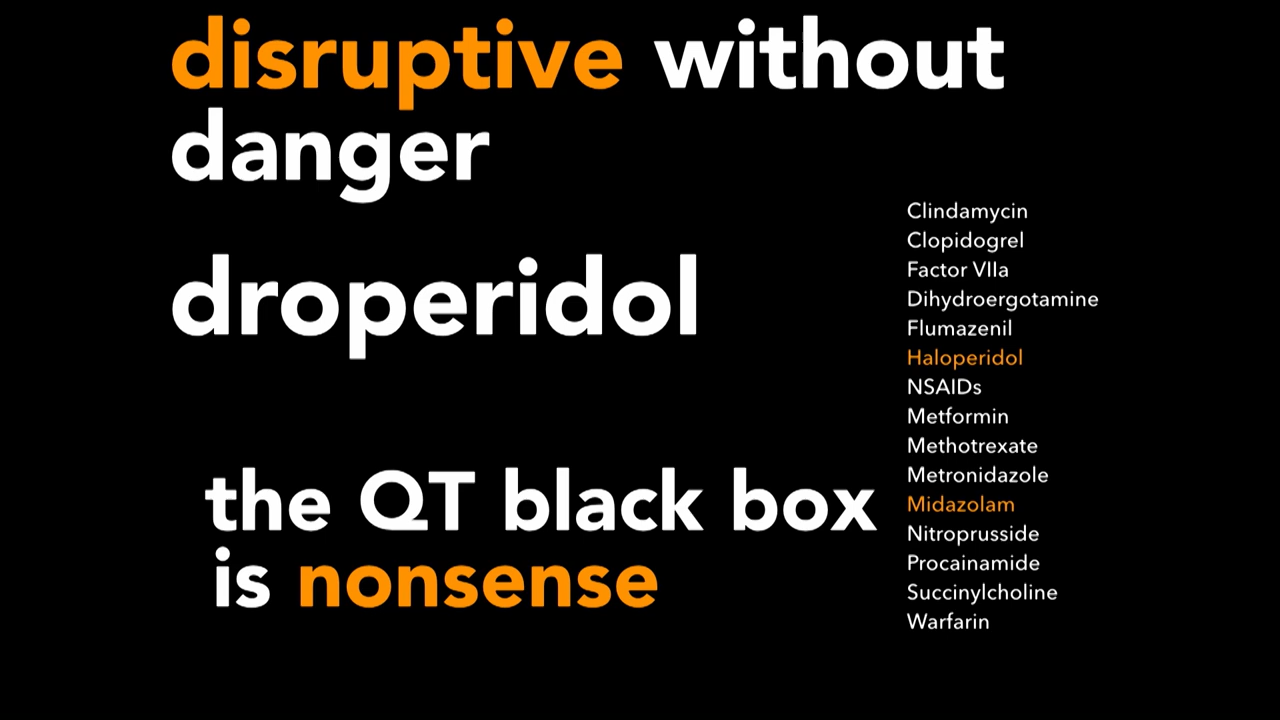 disruptive without
danger
droperidol
the QT black box
is nonsense
Clindamycin
Clopidogrel
Factor VIIa
Dihydroergotamine
Flumazenil
Haloperidol
NSAIDs
Metformin
Methotrexate
Metronidazole
Midazolam
Nitroprusside
Procainamide
Succinylcholine
Warfarin